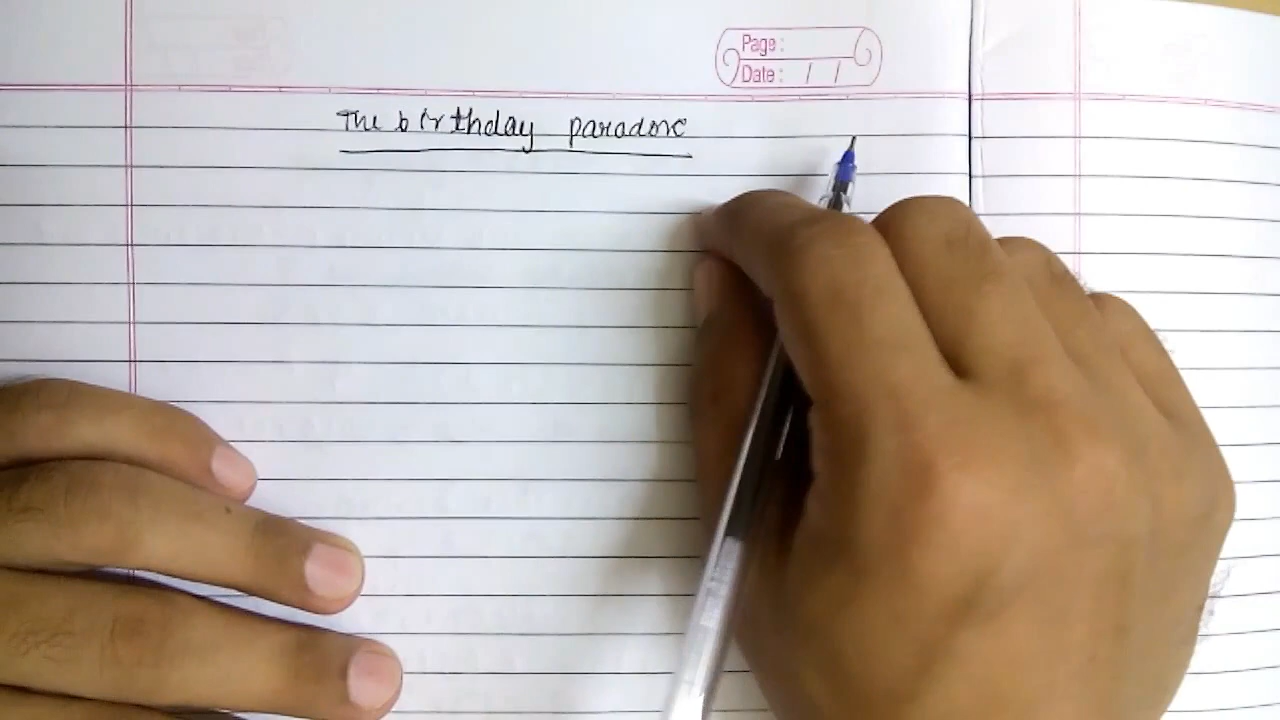 Page :
Date : / /
The birthday paradox